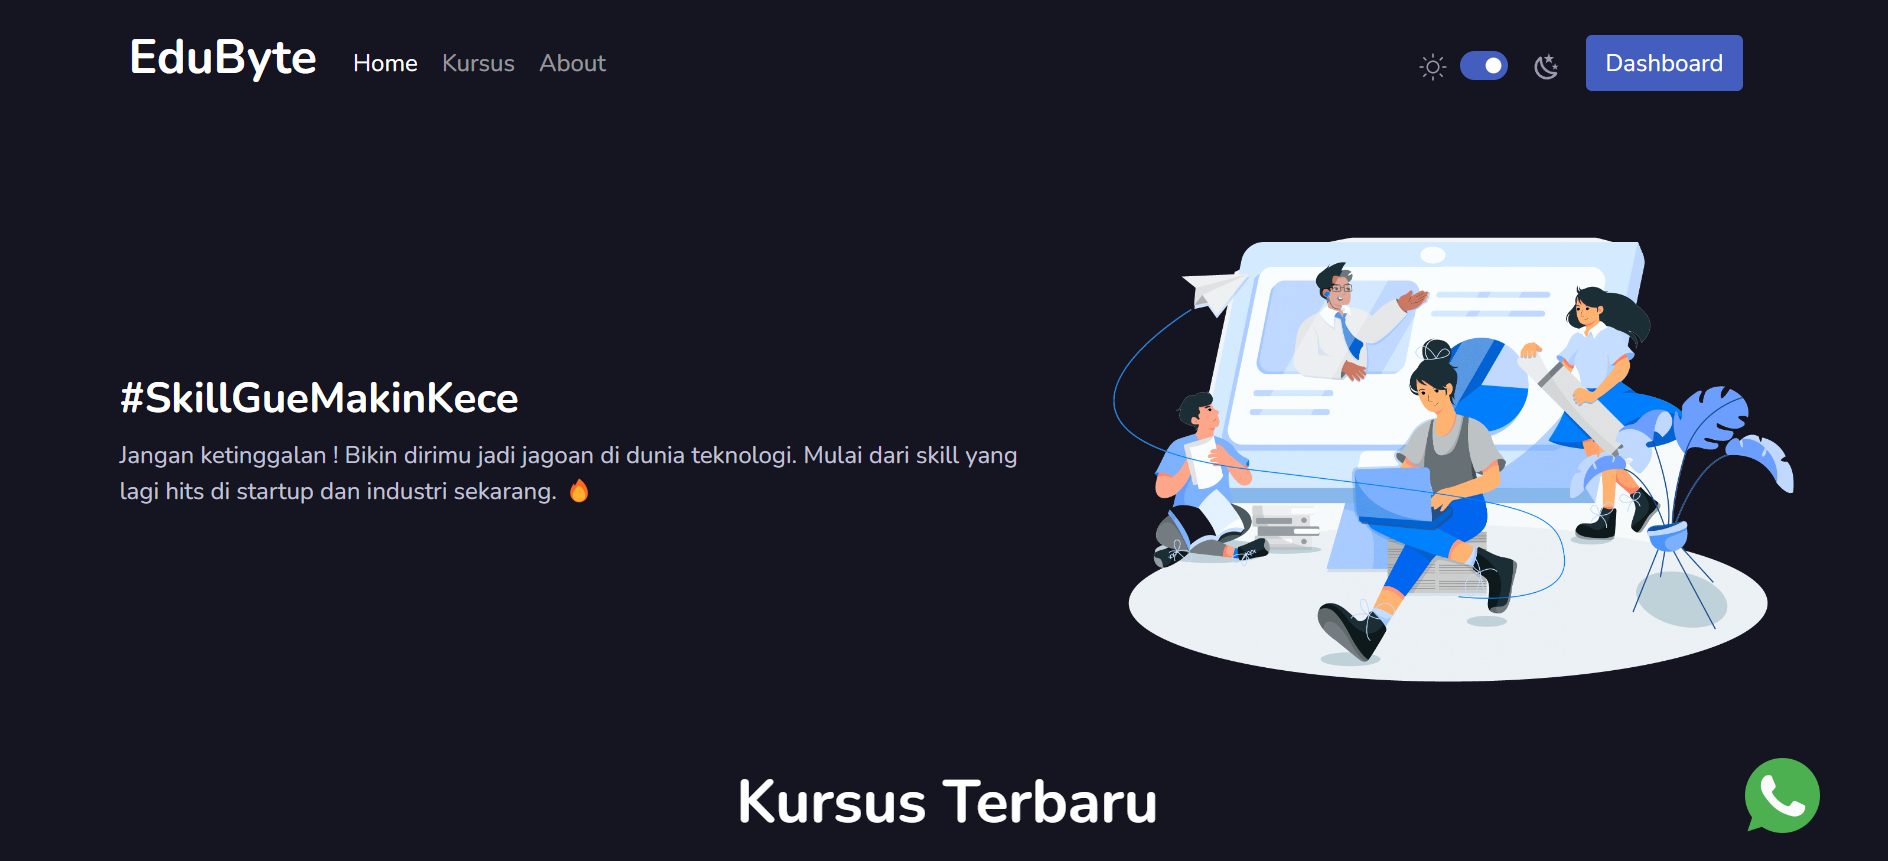 EduByte
Home
Kursus
About
Dashboard
#SkillGueMakinKece
Jangan ketinggalan ! Bikin dirimu jadi jagoan di dunia teknologi. Mulai dari skill yang
lagi hits di startup dan industri sekarang. 🔥
Kursus Terbaru